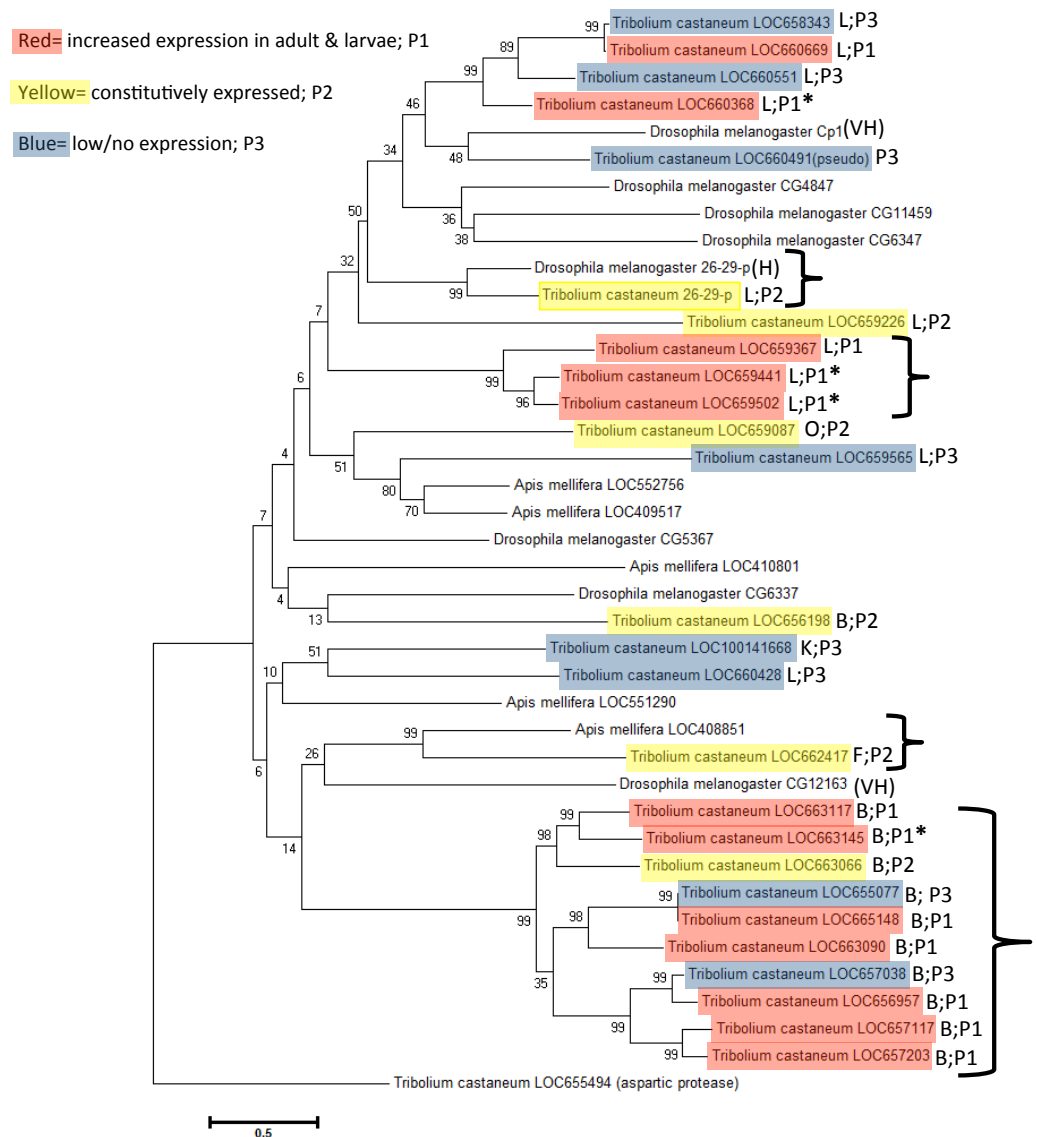 Red= increased expression in adult & larvae; P1
Yellow= constitutively expressed; P2
Blue= low/no expression; P3
99 Tribolium castaneum LOC658343 L;P3
89 Tribolium castaneum LOC660669 L;P1
99 Tribolium castaneum LOC660551 L;P3
46 Tribolium castaneum LOC660368 L;P1*
Drosophila melanogaster Cp1(VH)
34 48 Tribolium castaneum LOC660491(pseudo) P3
Drosophila melanogaster CG4847
50 36 Drosophila melanogaster CG11459
38 Drosophila melanogaster CG6347
32 Drosophila melanogaster 26-29-p(H)
99 Tribolium castaneum 26-29-p L;P2
7 Tribolium castaneum LOC659226 L;P2
Tribolium castaneum LOC659367 L;P1
99 Tribolium castaneum LOC659441 L;P1*
6 96 Tribolium castaneum LOC659502 L;P1*
Tribolium castaneum LOC659087 O;P2
4 51 Tribolium castaneum LOC659565 L;P3
80 Apis mellifera LOC552756
7 70 Apis mellifera LOC409517
Drosophila melanogaster CG5367
Apis mellifera LOC410801
4 Drosophila melanogaster CG6337
13 Tribolium castaneum LOC656198 B;P2
51 Tribolium castaneum LOC100141668 K;P3
10 Tribolium castaneum LOC660428 L;P3
Apis mellifera LOC551290
99 Apis mellifera LOC408851
6 26 Tribolium castaneum LOC662417 F;P2
Drosophila melanogaster CG12163 (VH)
99 Tribolium castaneum LOC663117 B;P1
14 98 Tribolium castaneum LOC663145 B;P1*
Tribolium castaneum LOC663066 B;P2
99 Tribolium castaneum LOC655077 B; P3
99 98 Tribolium castaneum LOC665148 B;P1
Tribolium castaneum LOC663090 B;P1
35 99 Tribolium castaneum LOC657038 B;P3
Tribolium castaneum LOC656957 B;P1
99 Tribolium castaneum LOC657117 B;P1
99 Tribolium castaneum LOC657203 B;P1
Tribolium castaneum LOC655494 (aspartic protease)
0.5